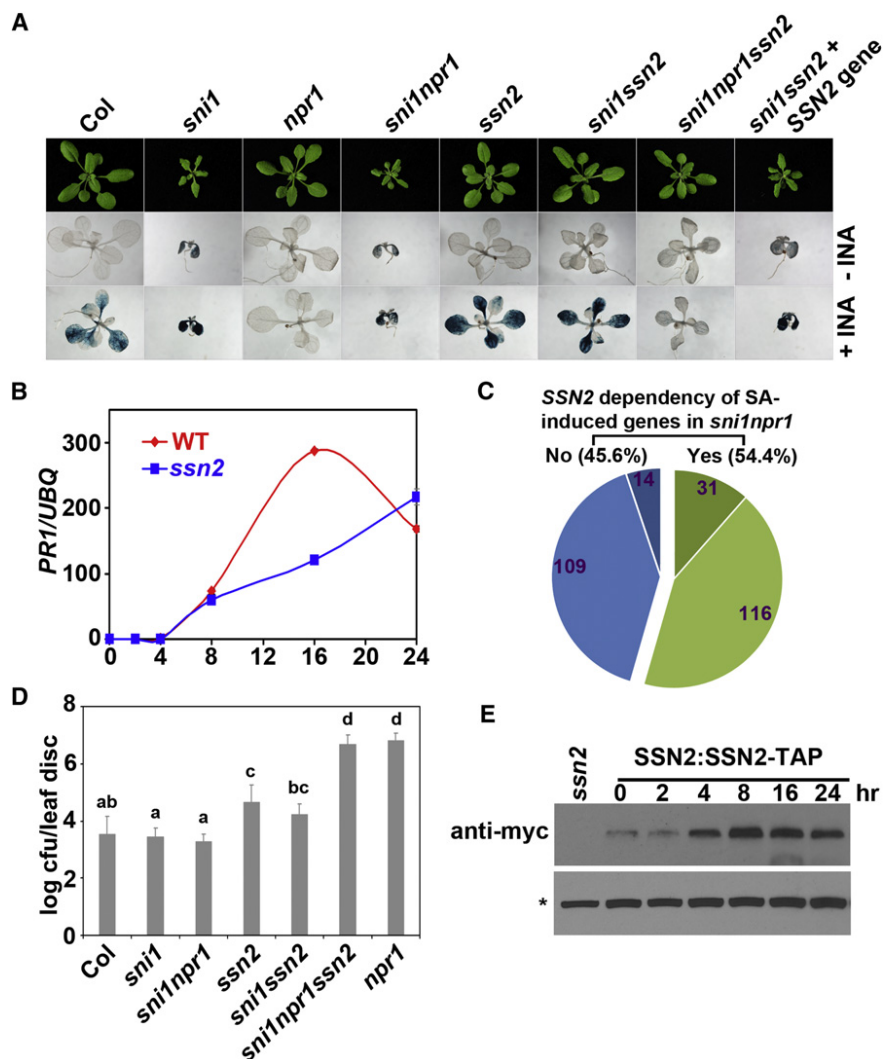 A
Col
sni1
npr1
sni1npr1
ssn2
sni1ssn2
sni1npr1ssn2
sni1ssn2 +
SSN2 gene
- INA
+ INA
B
WT
ssn2
PR1/UBQ
300
200
100
0
0 4 8 12 16 20 24
C
SSN2 dependency of SA-
induced genes in sni1npr1
No (45.6%) Yes (54.4%)
14
31
109
116
D
log cfu/leaf disc
8
6
4
2
0
ab
a
a
c
bc
d
d
Col
sni1
sni1npr1
ssn2
sni1ssn2
sni1npr1ssn2
npr1
E
ssn2
SSN2:SSN2-TAP
0 2 4 8 16 24 hr
anti-myc
*